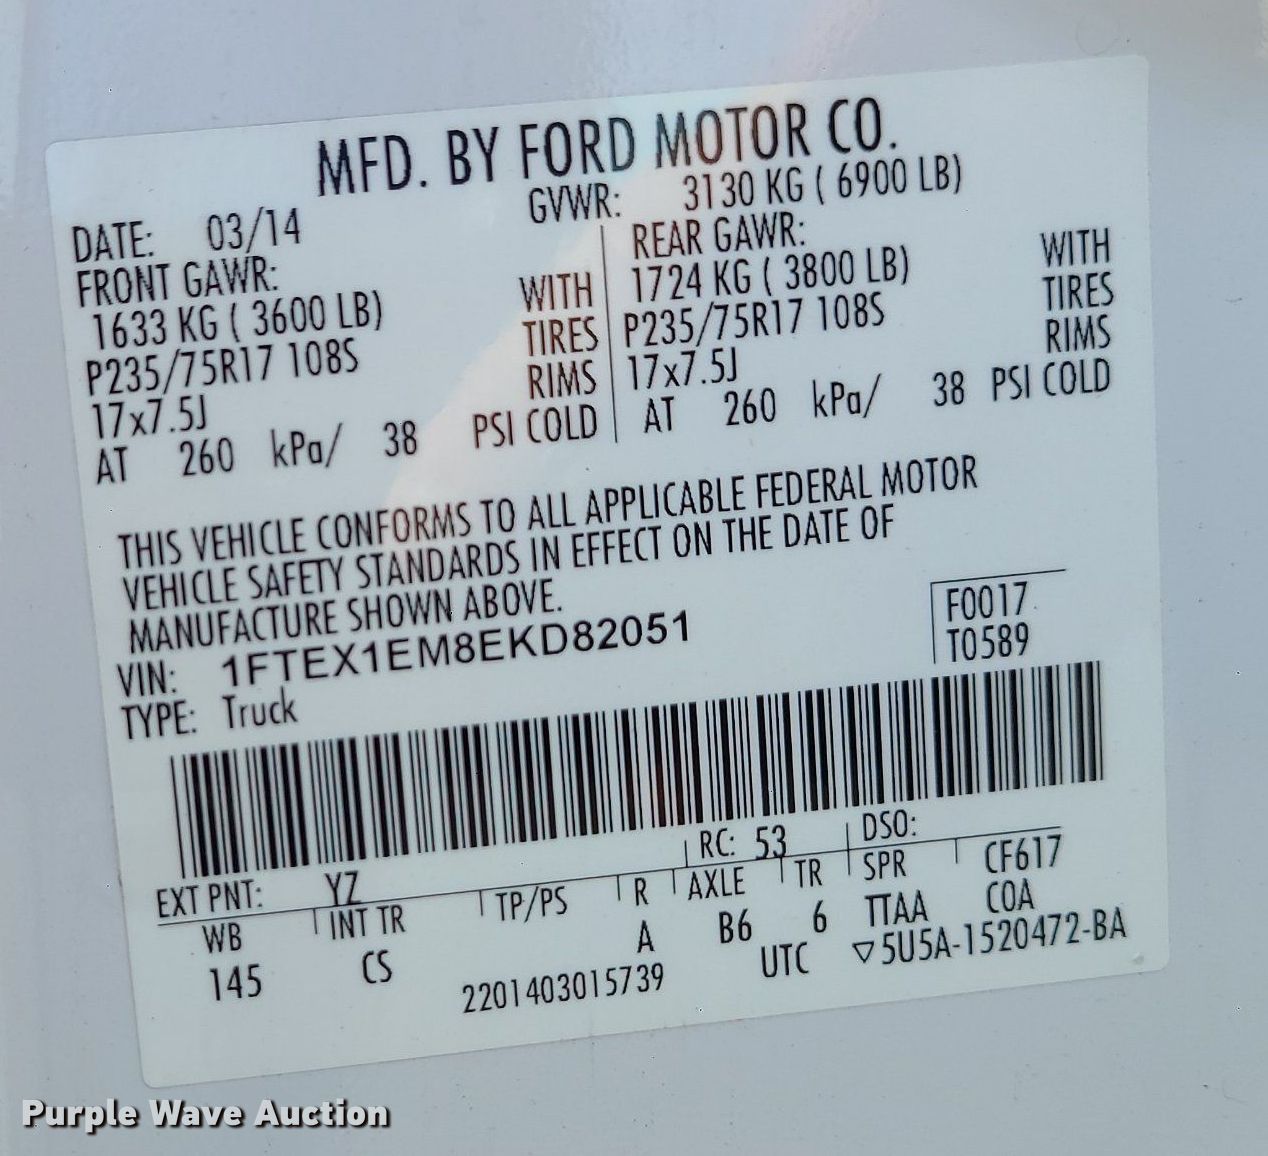 MFD. BY FORD MOTOR CO.
DATE: 03/14 GVWR: 3130 KG ( 6900 LB)
FRONT GAWR: REAR GAWR:
1633 KG ( 3600 LB) WITH 1724 KG ( 3800 LB) WITH
P235/75R17 108S TIRES P235/75R17 108S TIRES
17x7.5J RIMS 17x7.5J RIMS
AT 260 kPa/ 38 PSI COLD AT 260 kPa/ 38 PSI COLD
THIS VEHICLE CONFORMS TO ALL APPLICABLE FEDERAL MOTOR
VEHICLE SAFETY STANDARDS IN EFFECT ON THE DATE OF
MANUFACTURE SHOWN ABOVE.
VIN: 1FTEX1EM8EKD82051 F0017
TYPE: Truck T0589
EXT PNT: YZ RC: 53 DSO:
WB INT TR TP/PS R AXLE TR SPR CF617
145 CS A B6 6 TTAA COA
2201403015739 UTC ▽5U5A-1520472-BA
Purple Wave Auction